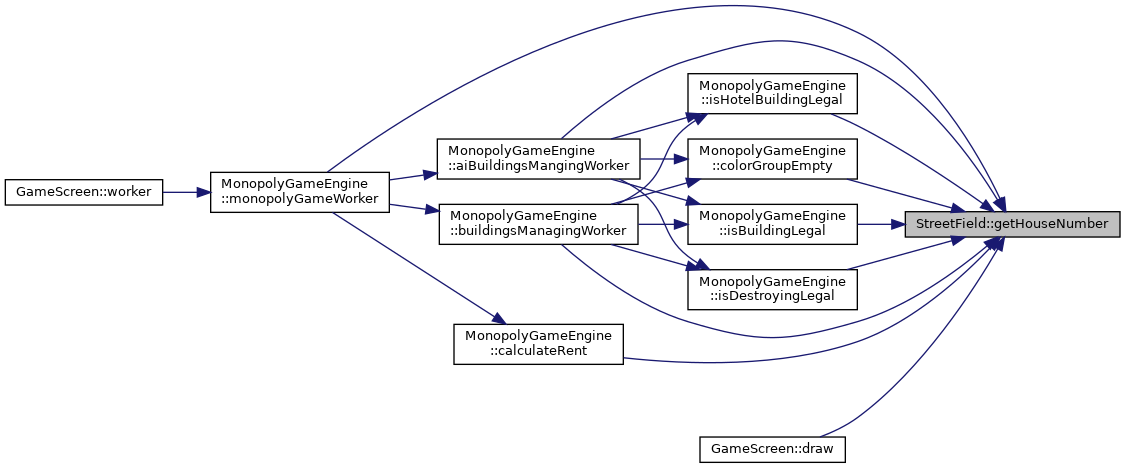 GameScreen::worker
MonopolyGameEngine
::monopolyGameWorker
MonopolyGameEngine
::aiBuildingsMangingWorker
MonopolyGameEngine
::buildingsManagingWorker
MonopolyGameEngine
::calculateRent
MonopolyGameEngine
::isHotelBuildingLegal
MonopolyGameEngine
::colorGroupEmpty
MonopolyGameEngine
::isBuildingLegal
MonopolyGameEngine
::isDestroyingLegal
GameScreen::draw
StreetField::getHouseNumber